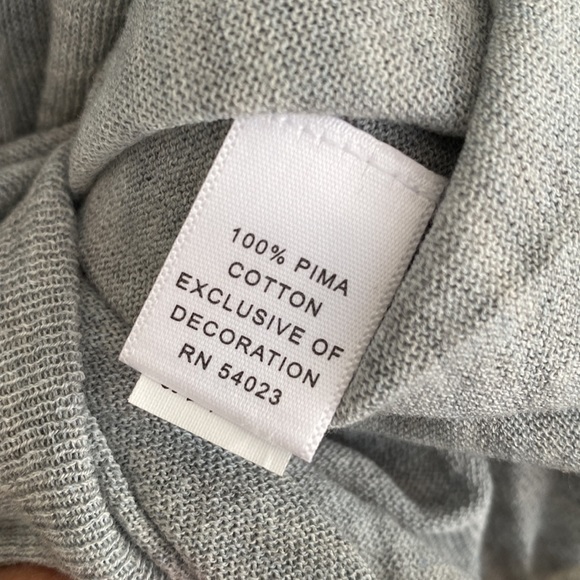 100% PIMA
COTTON
EXCLUSIVE OF
DECORATION
RN 54023